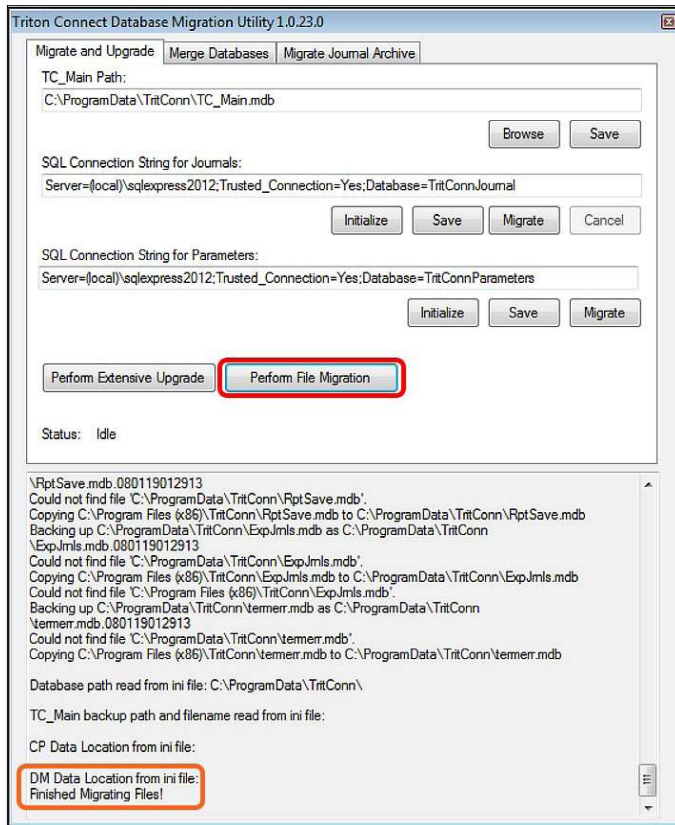 Triton Connect Database Migration Utility 1.0.23.0
Migrate and Upgrade Merge Databases Migrate Journal Archive
TC_Main Path:
C:\ProgramData\TritConn\TC_Main.mdb
Browse Save
SQL Connection String for Journals:
Server=(local)\sqlexpress2012;Trusted_Connection=Yes;Database=TritConnJournal
Initialize Save Migrate Cancel
SQL Connection String for Parameters:
Server=(local)\sqlexpress2012;Trusted_Connection=Yes;Database=TritConnParameters
Initialize Save Migrate
Perform Extensive Upgrade Perform File Migration
Status: Idle
\RptSave.mdb.080119012913
Could not find file 'C:\ProgramData\TritConn\RptSave.mdb'.
Copying C:\Program Files (x86)\TritConn\RptSave.mdb to C:\ProgramData\TritConn\RptSave.mdb
Backing up C:\ProgramData\TritConn\ExpJrnls.mdb as C:\ProgramData\TritConn
\ExpJrnls.mdb.080119012913
Could not find file 'C:\ProgramData\TritConn\ExpJrnls.mdb'.
Copying C:\Program Files (x86)\TritConn\ExpJrnls.mdb to C:\ProgramData\TritConn\ExpJrnls.mdb
Could not find file 'C:\Program Files (x86)\TritConn\ExpJrnls.mdb'.
Backing up C:\ProgramData\TritConn\termerr.mdb as C:\ProgramData\TritConn
\termerr.mdb.080119012913
Could not find file 'C:\ProgramData\TritConn\termerr.mdb'.
Copying C:\Program Files (x86)\TritConn\termerr.mdb to C:\ProgramData\TritConn\termerr.mdb
Database path read from ini file: C:\ProgramData\TritConn\
TC_Main backup path and filename read from ini file:
CP Data Location from ini file:
DM Data Location from ini file:
Finished Migrating Files!